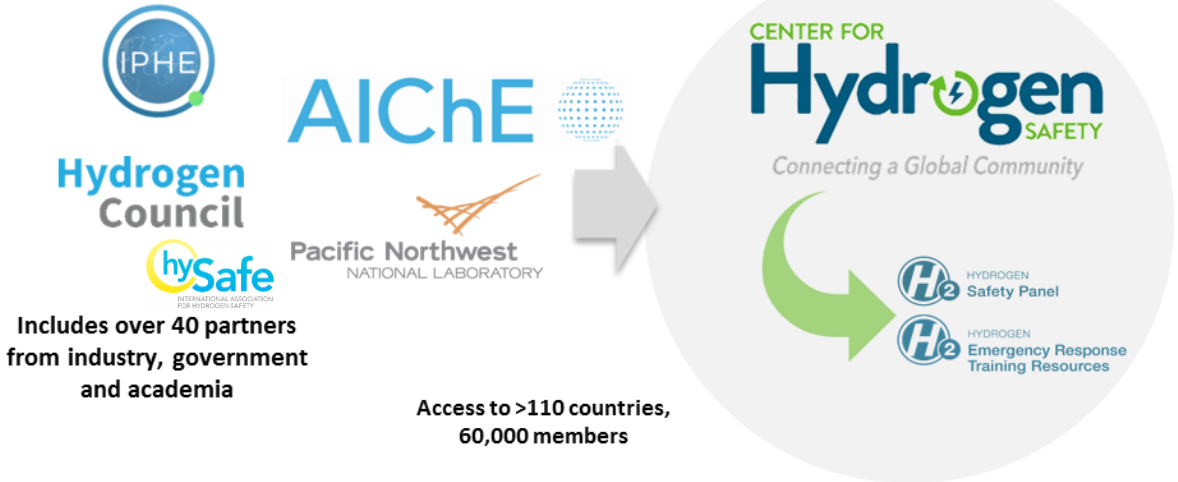 IPHE
Hydrogen
Council
hySafe
INTERNATIONAL ASSOCIATION
FOR HYDROGEN SAFETY
Includes over 40 partners
from industry, government
and academia
AIChE
Pacific Northwest
NATIONAL LABORATORY
Access to >110 countries,
60,000 members
CENTER FOR
Hydrogen
SAFETY
Connecting a Global Community
H2
HYDROGEN
Safety Panel
H2
HYDROGEN
Emergency Response
Training Resources